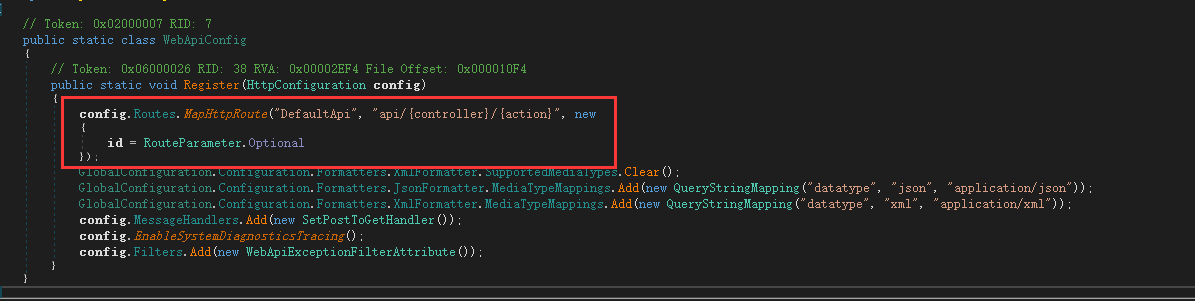 // Token: 0x02000007 RID: 7
public static class WebApiConfig
{
// Token: 0x06000026 RID: 38 RVA: 0x00002EF4 File Offset: 0x000010F4
public static void Register(HttpConfiguration config)
{
config.Routes.MapHttpRoute("DefaultApi", "api/{controller}/{action}", new
{
id = RouteParameter.Optional
});
GlobalConfiguration.Configuration.Formatters.XmlFormatter.SupportedMediaTypes.Clear();
GlobalConfiguration.Configuration.Formatters.JsonFormatter.MediaTypeMappings.Add(new QueryStringMapping("datatype", "json", "application/json"));
GlobalConfiguration.Configuration.Formatters.XmlFormatter.MediaTypeMappings.Add(new QueryStringMapping("datatype", "xml", "application/xml"));
config.MessageHandlers.Add(new SetPostToGetHandler());
config.EnableSystemDiagnosticsTracing();
config.Filters.Add(new WebApiExceptionFilterAttribute());
}
}